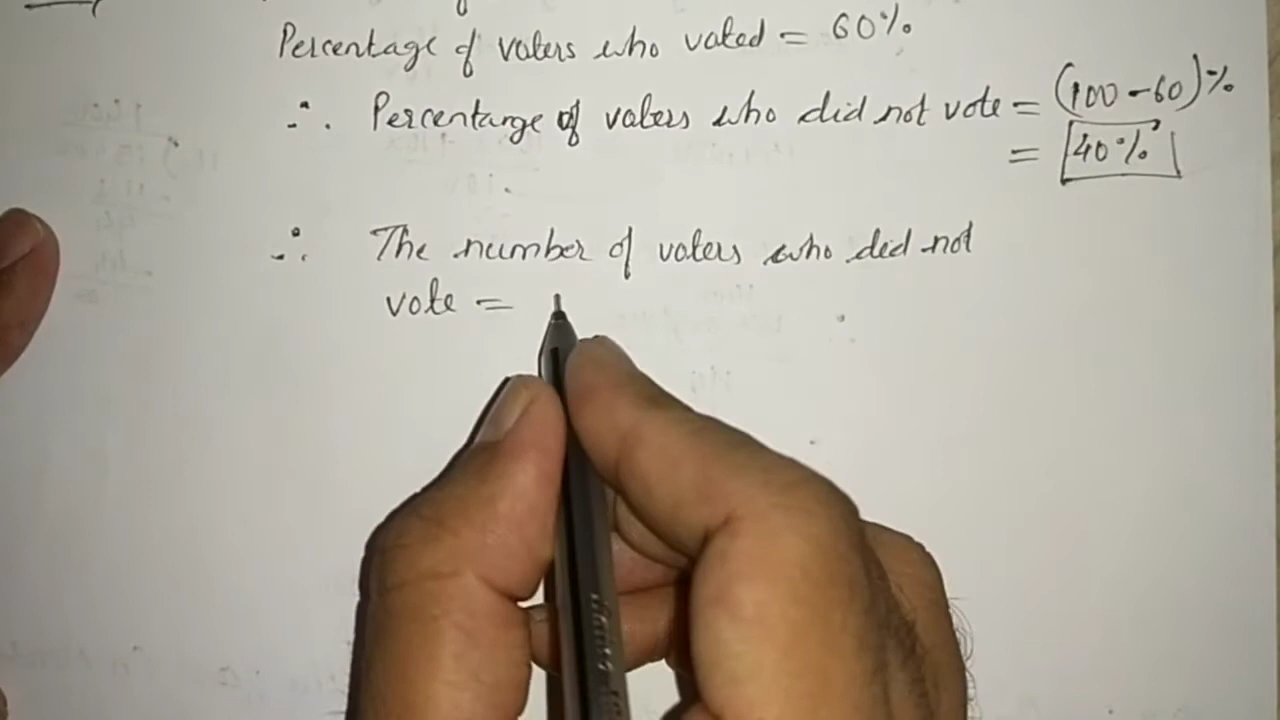 Percentage of voters who voted = 60%
∴ Percentange of voters who did not vote = (100-60)%
= 40%
∴ The number of voters who did not
vote =